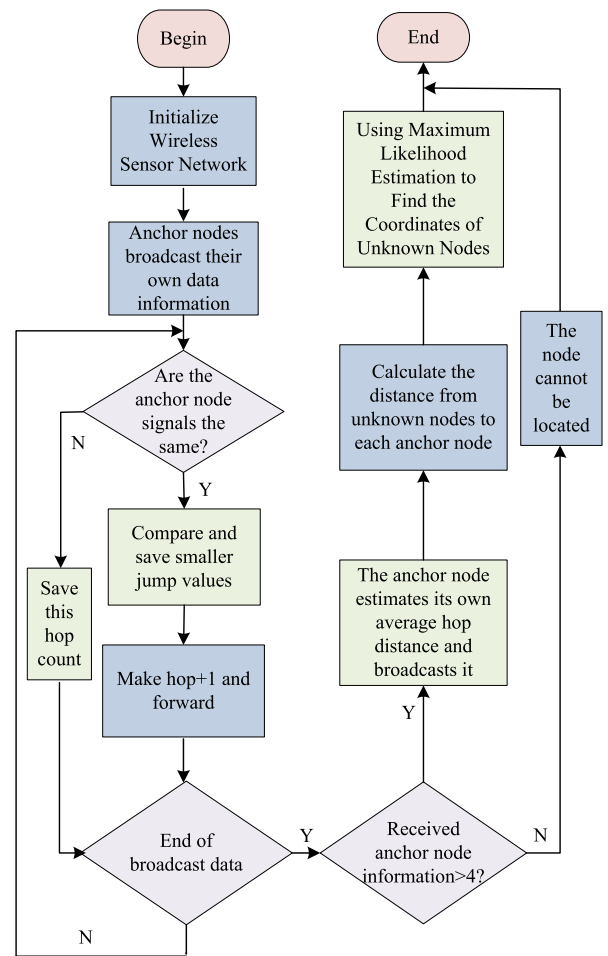 Begin
Initialize
Wireless
Sensor Network
Anchor nodes
broadcast their
own data
information
Are the
anchor node
signals the
same?
N
Y
Compare and
save smaller
jump values
Save
this
hop
count
Make hop+1 and
forward
End of
broadcast data
N
Y
Received
anchor node
information>4?
N
Y
The anchor node
estimates its own
average hop
distance and
broadcasts it
Calculate the
distance from
unknown nodes to
each anchor node
The
node
cannot
be
located
Using Maximum
Likelihood
Estimation to
Find the
Coordinates of
Unknown Nodes
End